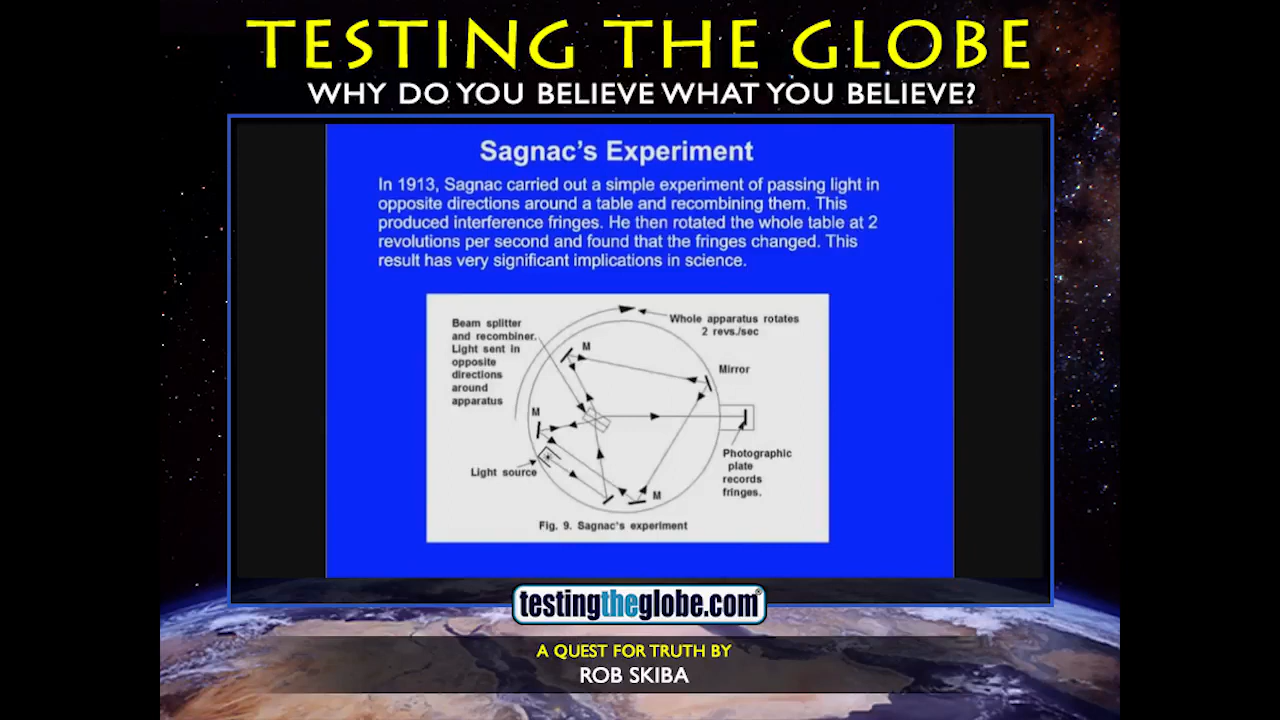 TESTING THE GLOBE
WHY DO YOU BELIEVE WHAT YOU BELIEVE?
Sagnac's Experiment
In 1913, Sagnac carried out a simple experiment of passing light in
opposite directions around a table and recombining them. This
produced interference fringes. He then rotated the whole table at 2
revolutions per second and found that the fringes changed. This
result has very significant implications in science.
Whole apparatus rotates
2 revs./sec
Beam splitter
and recombiner.
Light sent in
opposite
directions
around
apparatus
M
Mirror
M
Light source
M
Photographic
plate
records
fringes.
Fig. 9. Sagnac's experiment
testingtheglobe.com®
A QUEST FOR TRUTH BY
ROB SKIBA